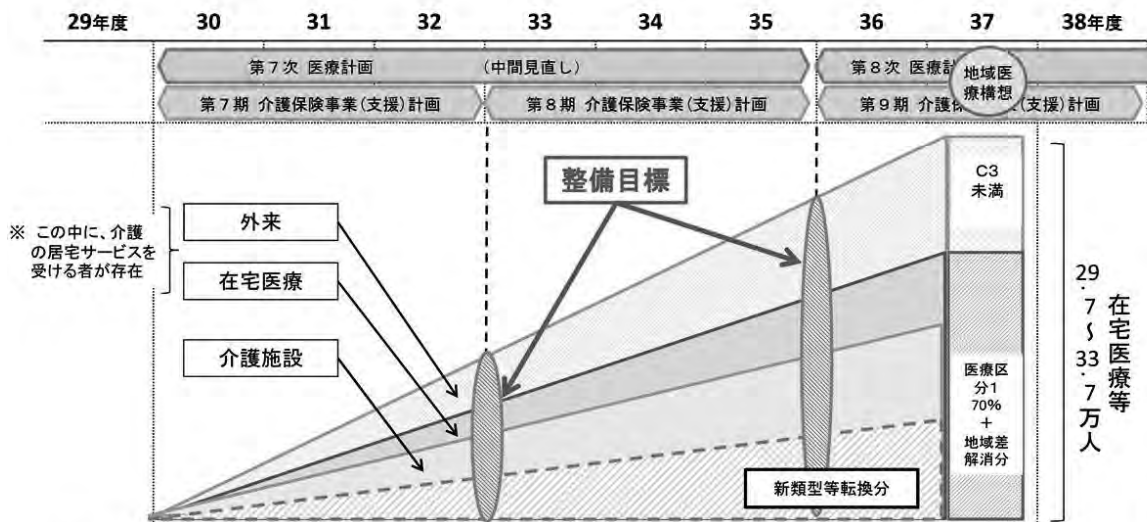 29年度 30 31 32 33 34 35 36 37 38年度
第7次 医療計画 (中間見直し) 第8次 医療計
地域医
療構想
第7期 介護保険事業(支援)計画 第8期 介護保険事業(支援)計画 第9期 介護保 (支援)計画
整備目標
C3
未満
外来
※ この中に、介護
の居宅サービスを
受ける者が存在
在宅医療
介護施設
医療区
分1
70%
+
地域差
解消分
新類型等転換分
在宅医療等
29.7~33.7万人